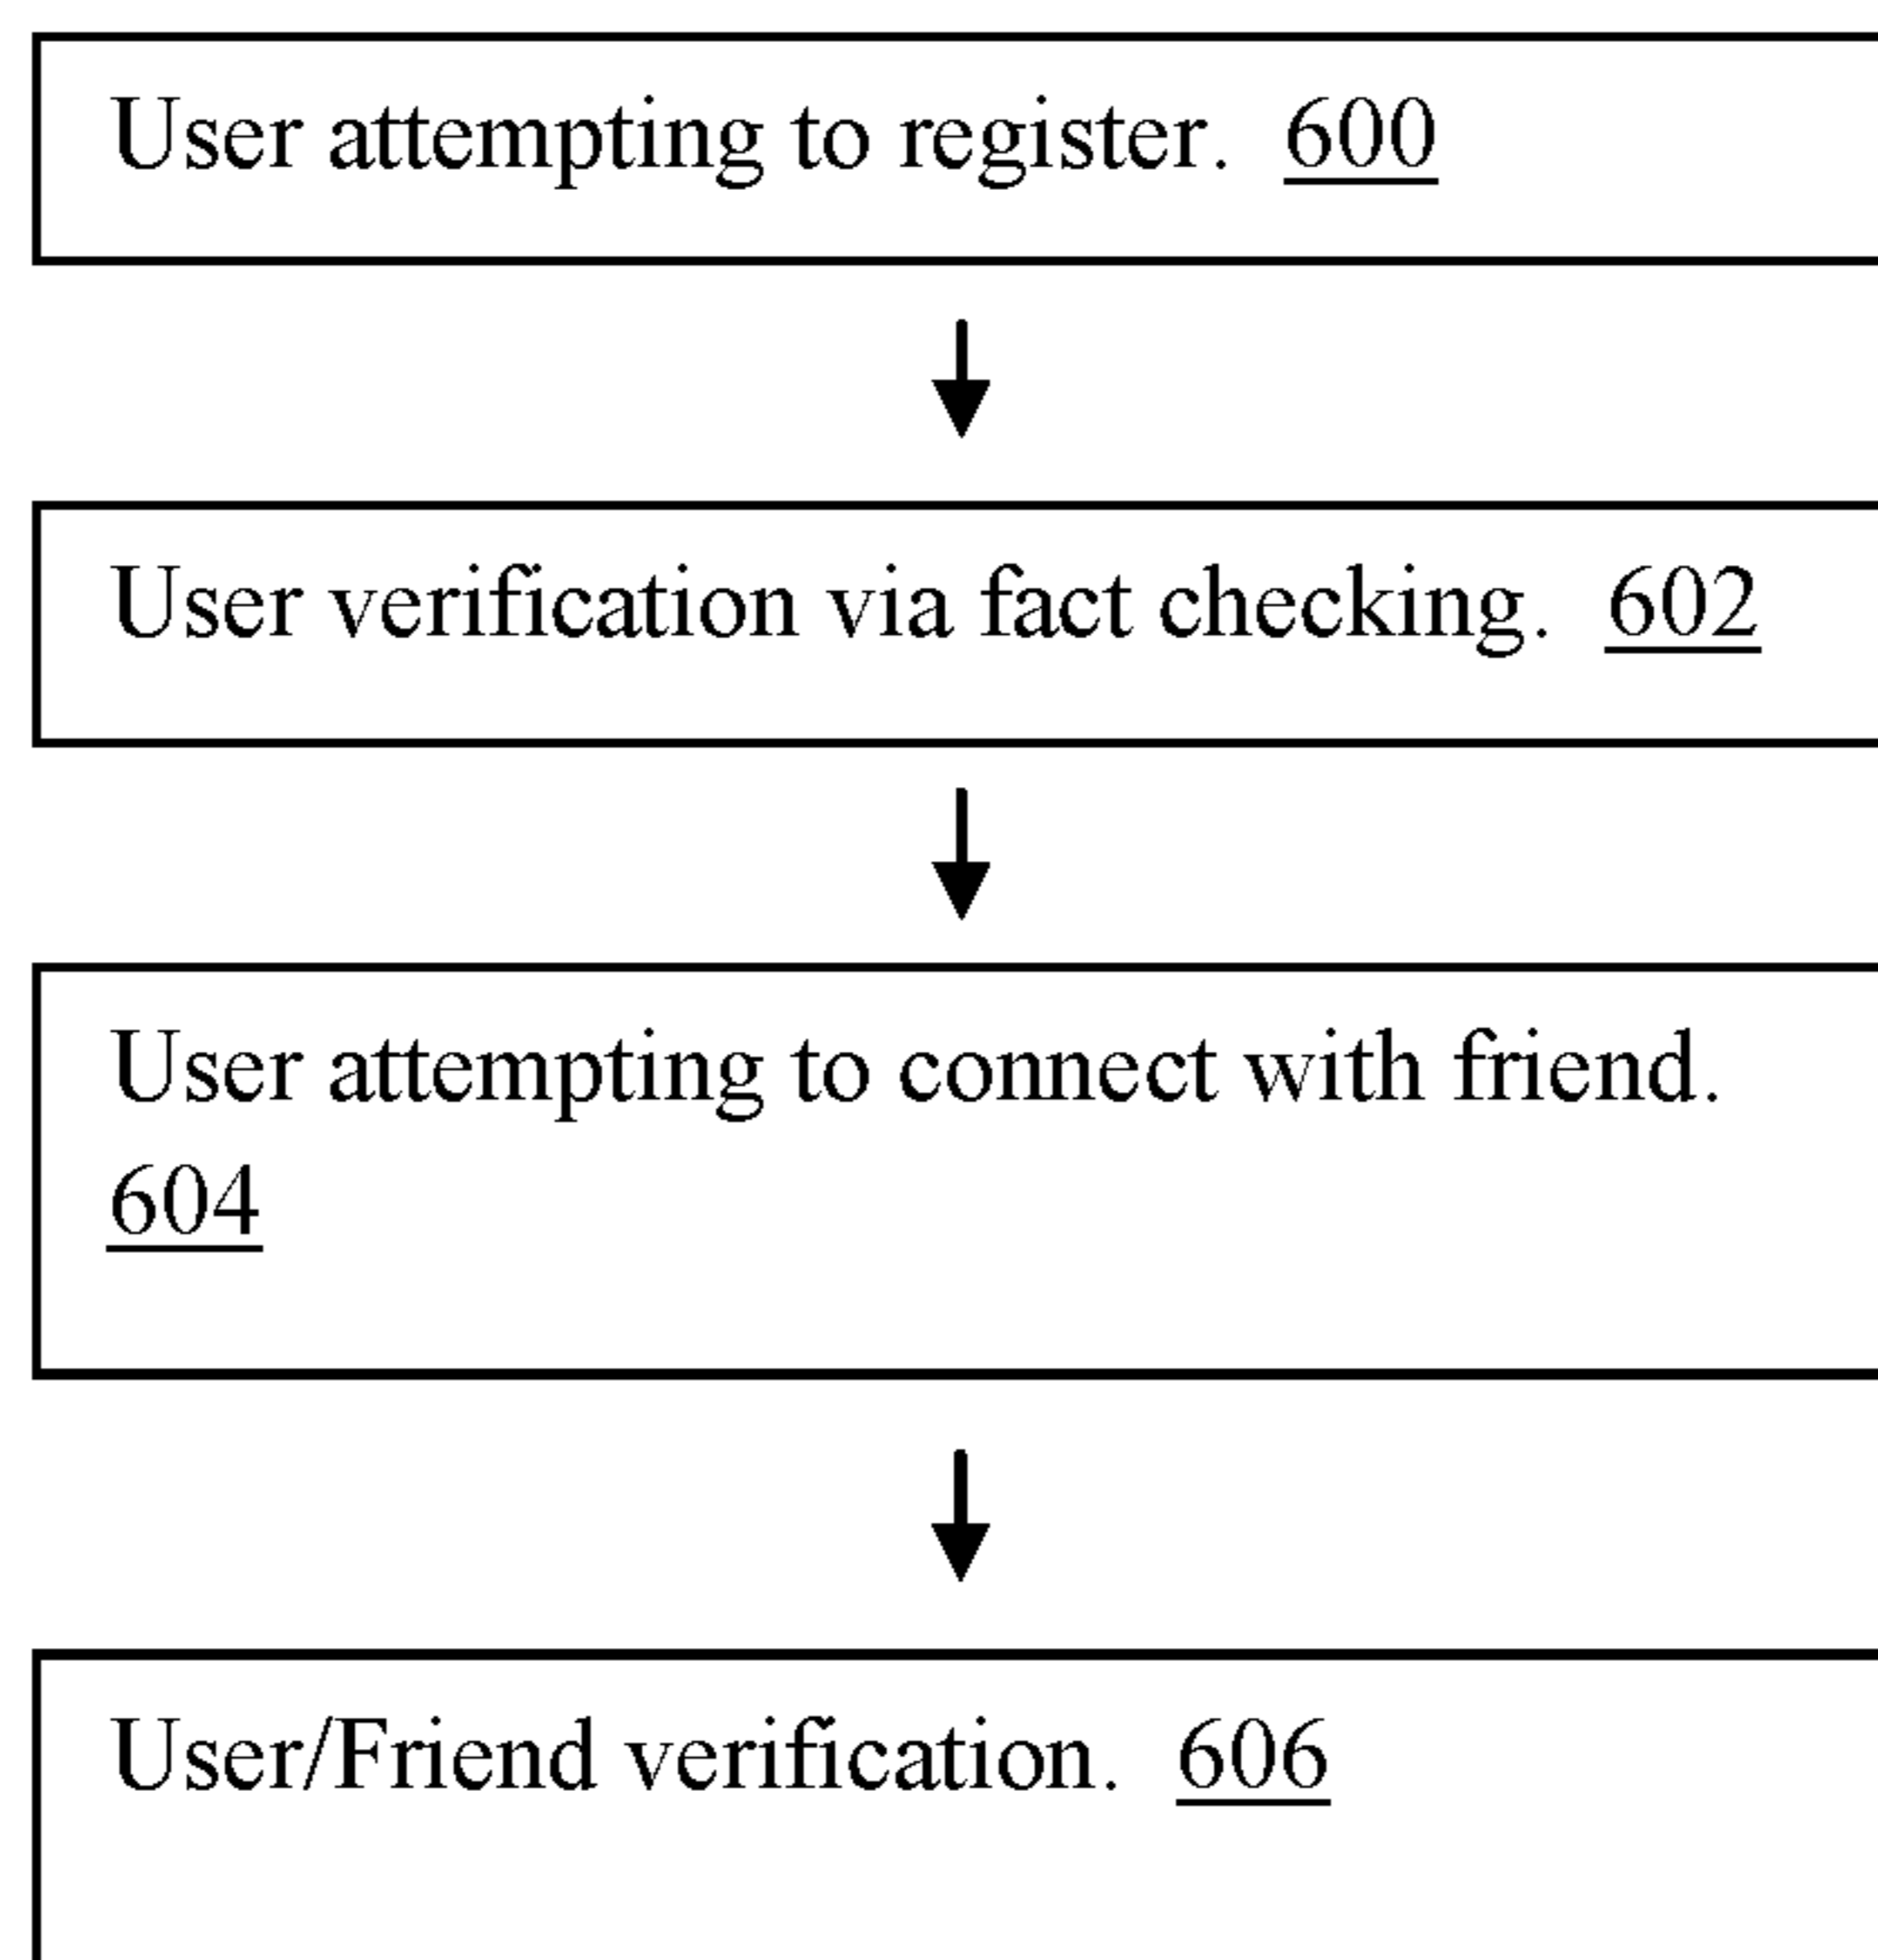 User attempting to register. 600
User verification via fact checking. 602
User attempting to connect with friend.
604
User/Friend verification. 606